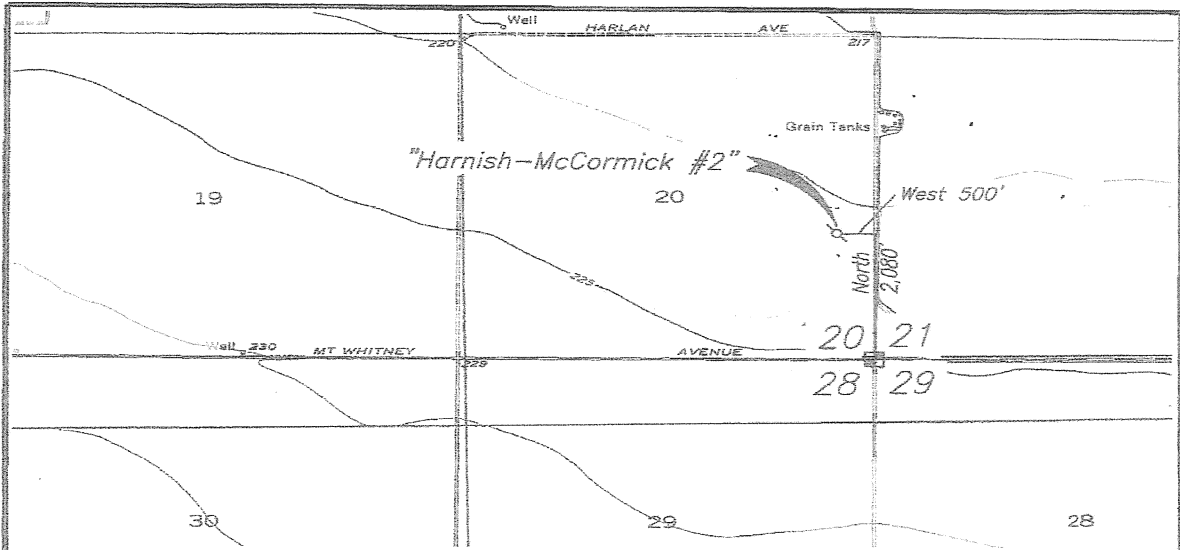 Well
HARLAN AVE
220
217
Grain Tanks
"Harnish-McCormick #2"
19
20
West 500'
North 2,080'
225
20 21
Well 230
MT WHITNEY AVENUE
229
28 29
30
29
28